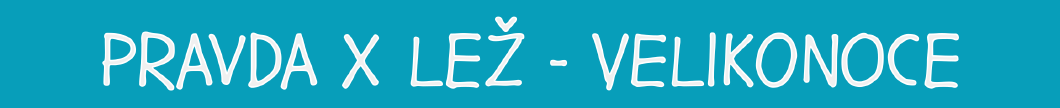 PRAVDA X LEŽ - VELIKONOCE